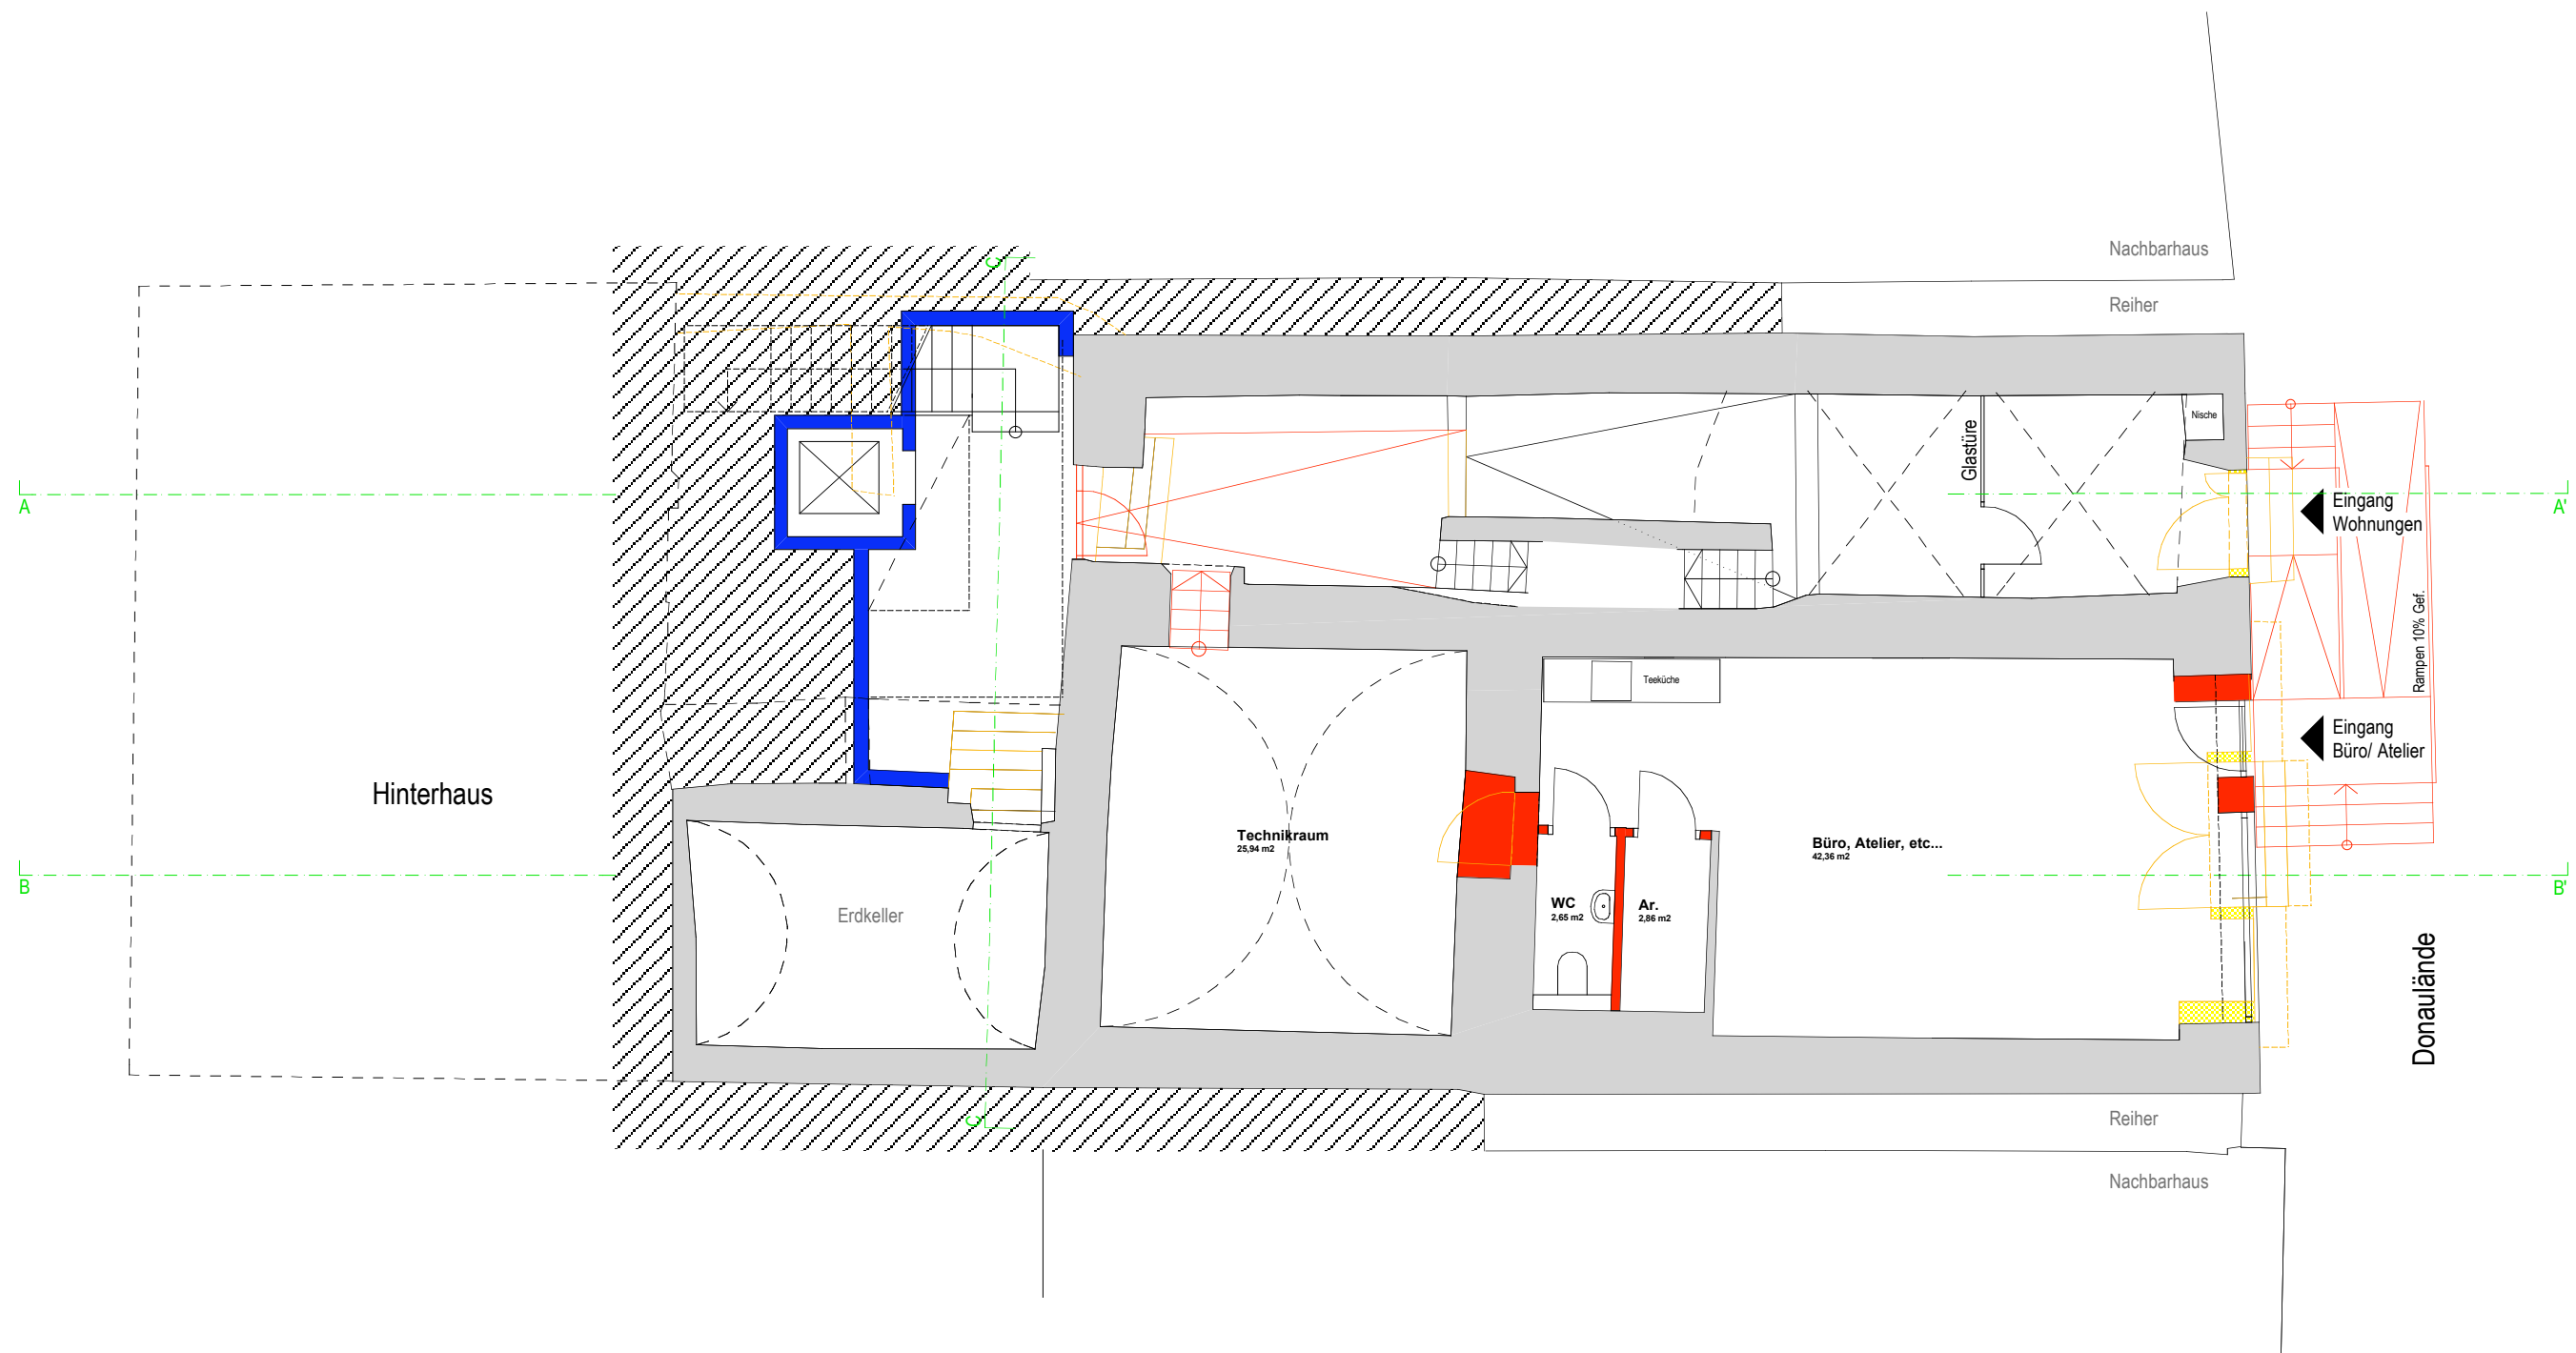 Nachbarhaus
Reiher
C'
Nische
Glastüre
A
Eingang
Wohnungen
A'
Rampen 10% Gef.
Teeküche
Eingang
Büro/ Atelier
Hinterhaus
Technikraum
25,94 m2
Büro, Atelier, etc...
42,36 m2
B
B'
WC
2,65 m2
Ar.
2,86 m2
Erdkeller
Donaulände
C
Reiher
Nachbarhaus